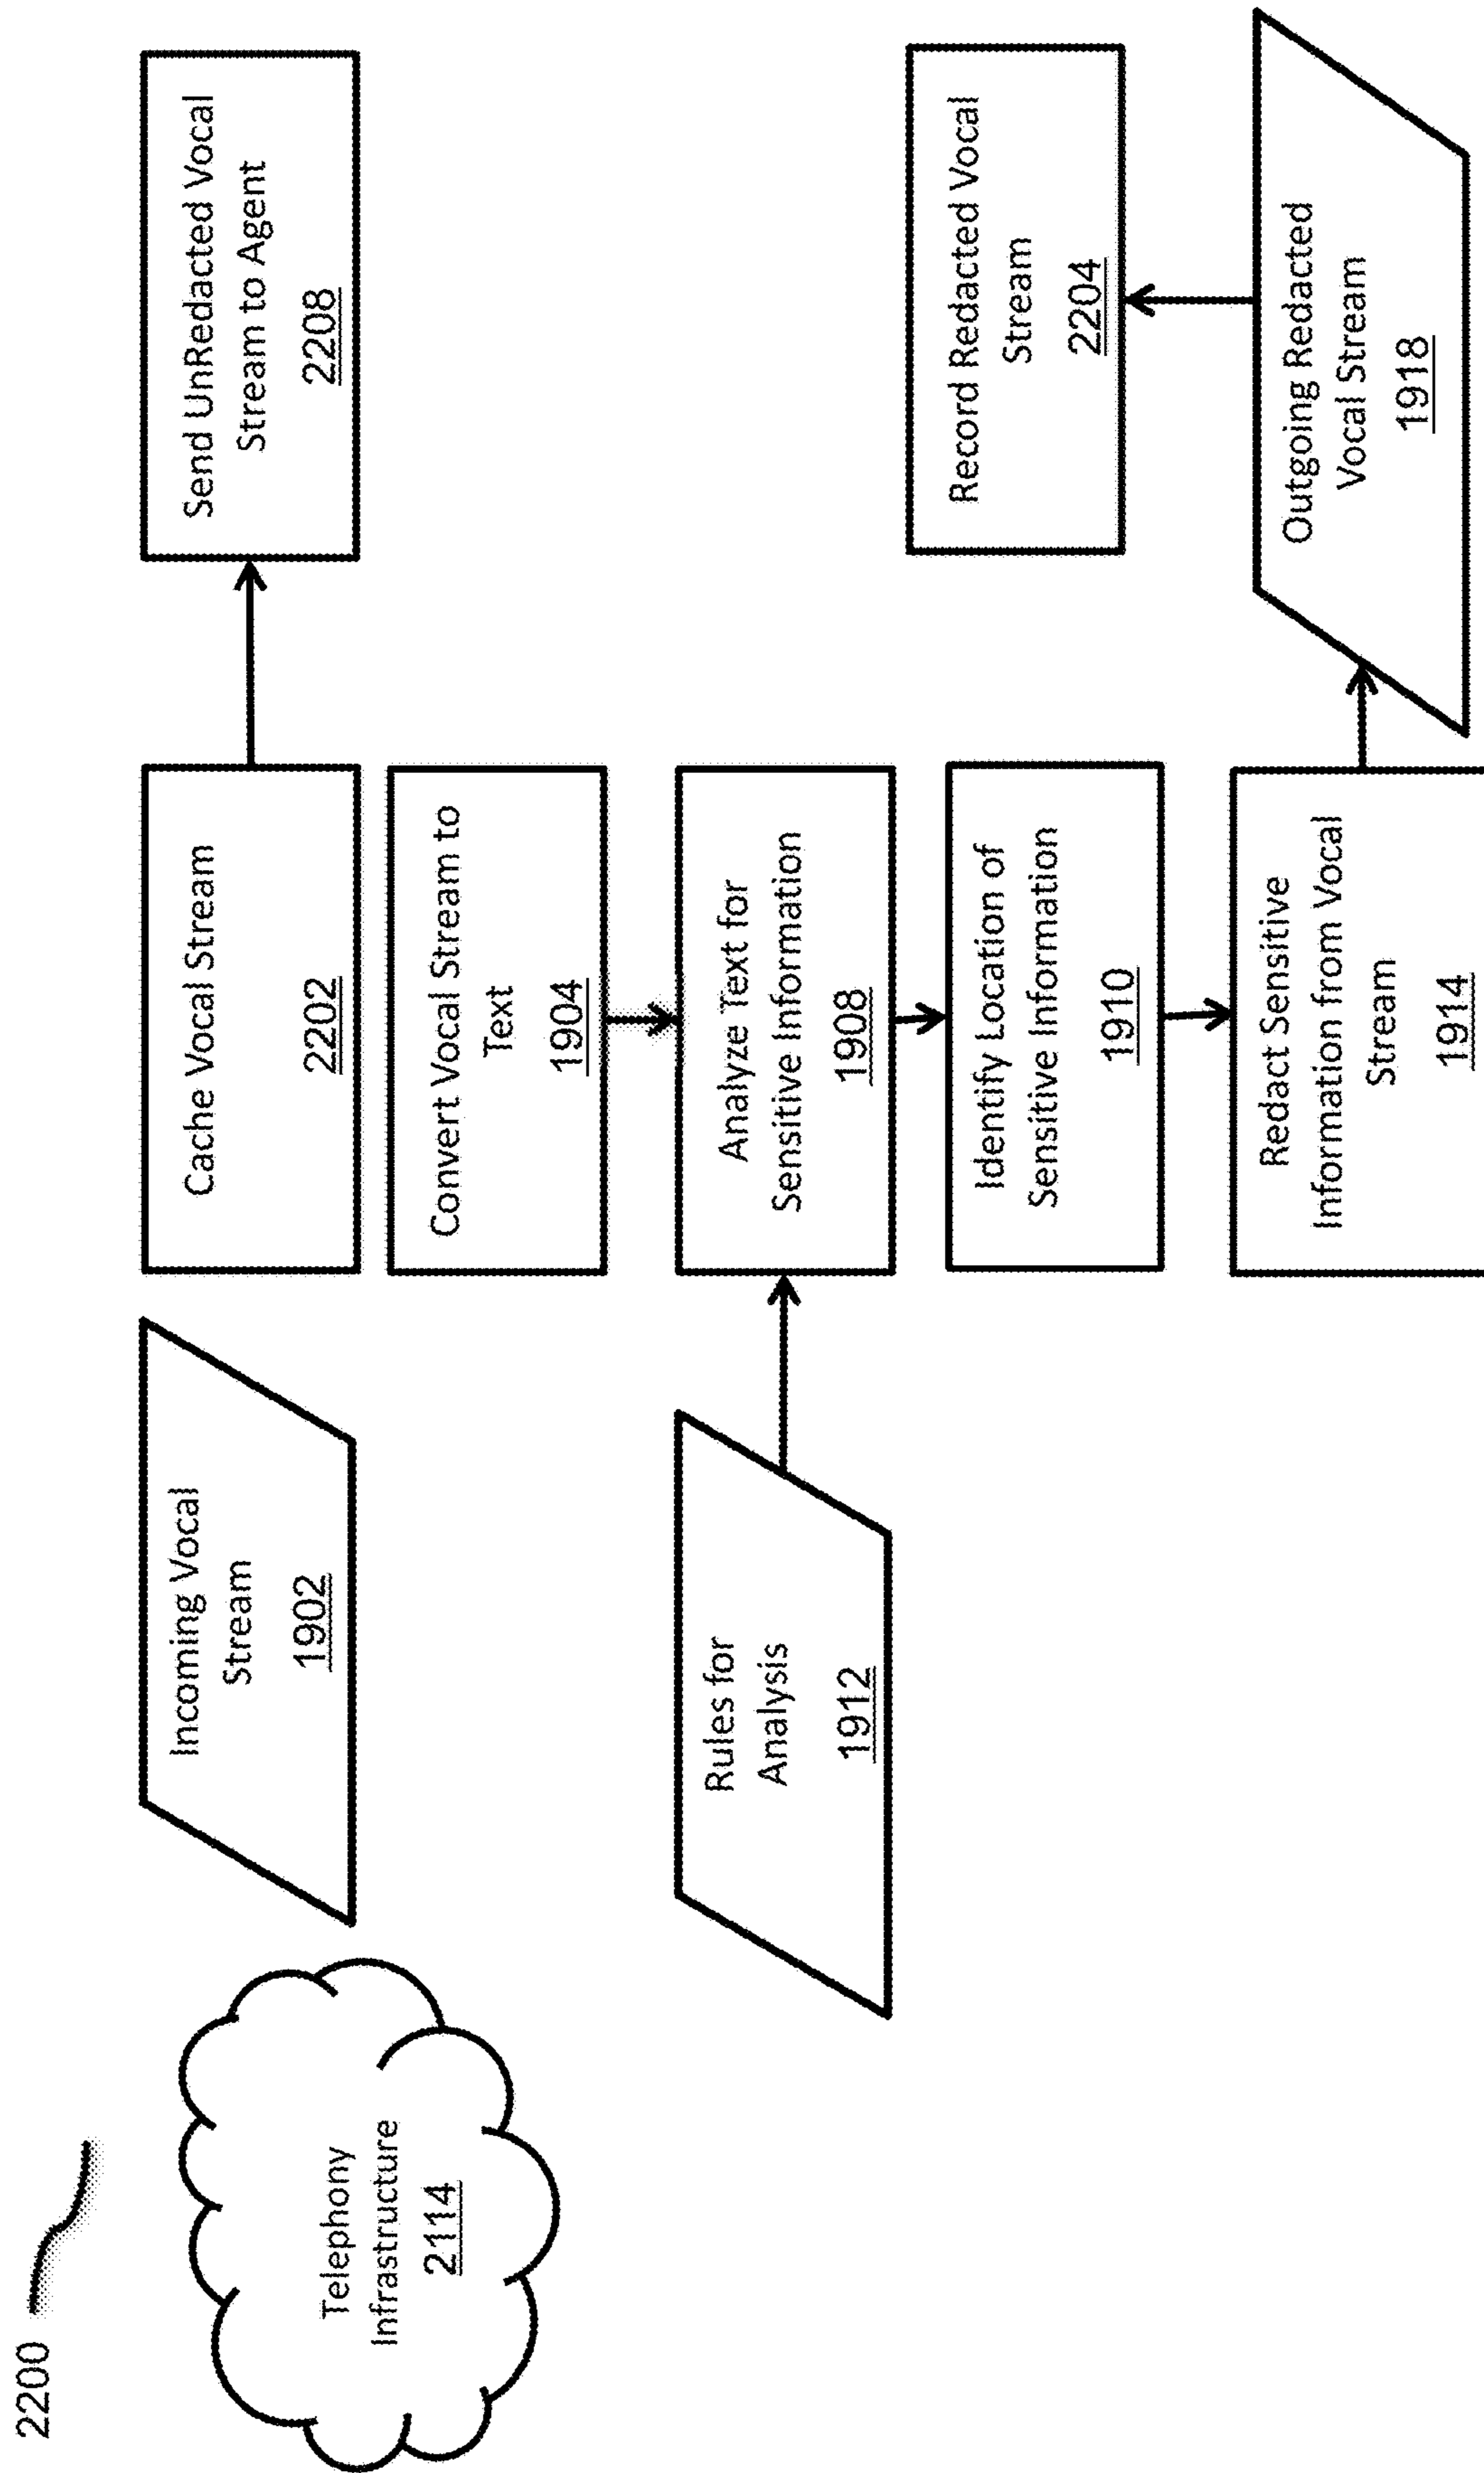 2200
Telephony
Infrastructure
2114
Incoming Vocal
Stream
1902
Cache Vocal Stream
2202
Send UnRedacted Vocal
Stream to Agent
2208
Convert Vocal Stream to
Text
1904
Rules for
Analysis
1912
Analyze Text for
Sensitive Information
1908
Identify Location of
Sensitive Information
1910
Record Redacted Vocal
Stream
2204
Redact Sensitive
Information from Vocal
Stream
1914
Outgoing Redacted
Vocal Stream
1918